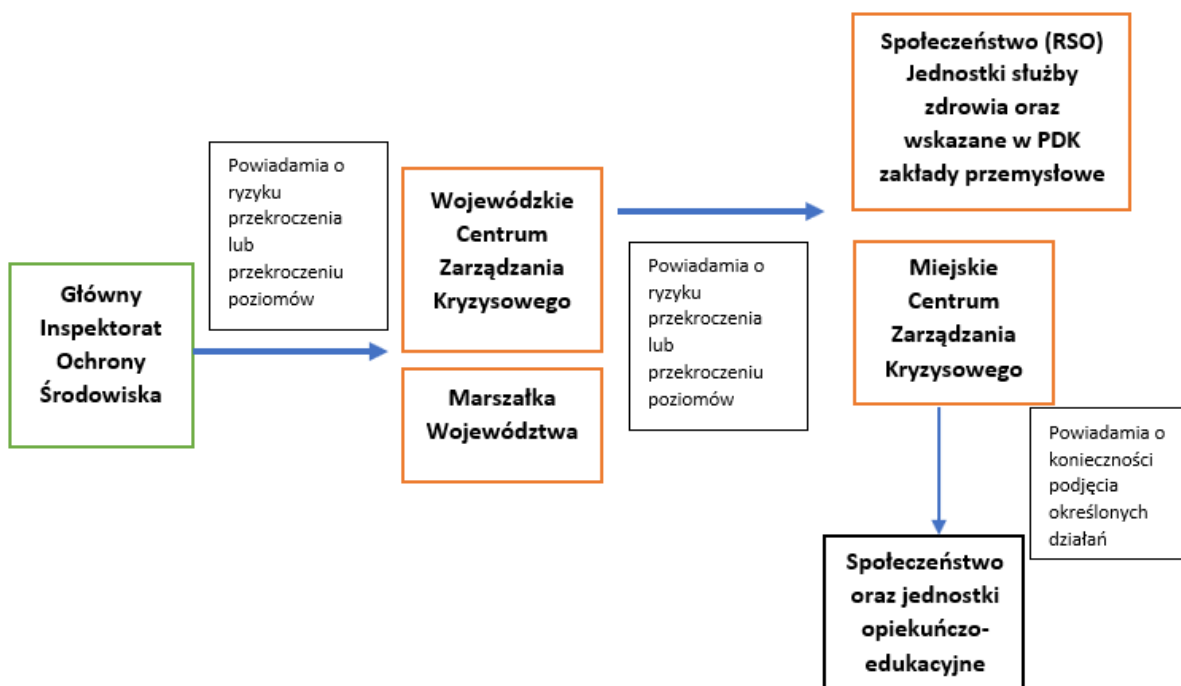 Główny
Inspektorat
Ochrony
Środowiska
Powiadamia o
ryzyku
przekroczenia
lub
przekroczeniu
poziomów
Wojewódzkie
Centrum
Zarządzania
Kryzysowego
Marszałka
Województwa
Powiadamia o
ryzyku
przekroczenia
lub
przekroczeniu
poziomów
Społeczeństwo (RSO)
Jednostki służby
zdrowia oraz
wskazane w PDK
zakłady przemysłowe
Miejskie
Centrum
Zarządzania
Kryzysowego
Powiadamia o
konieczności
podjęcia
określonych
działań
Społeczeństwo
oraz jednostki
opiekuńczo-
edukacyjne